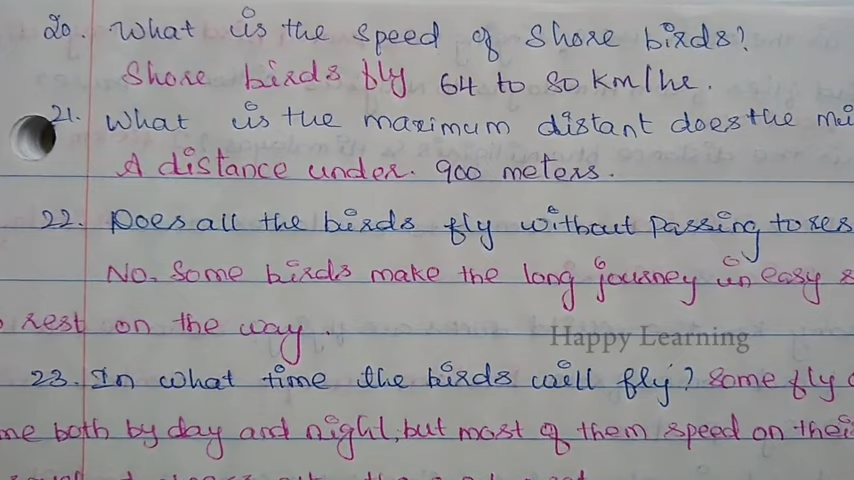 20. What is the speed of Shore birds?
Shore birds fly 64 to 80 Km/hr.
21. What is the maximum distant does the
A distance under. 900 meters.
22. Does all the birds fly without Passing to
No. Some birds make the long journey in easy
rest on the way.
Happy Learning
23. In what time the birds will fly? Some fly
both by day and night, but most of them speed on